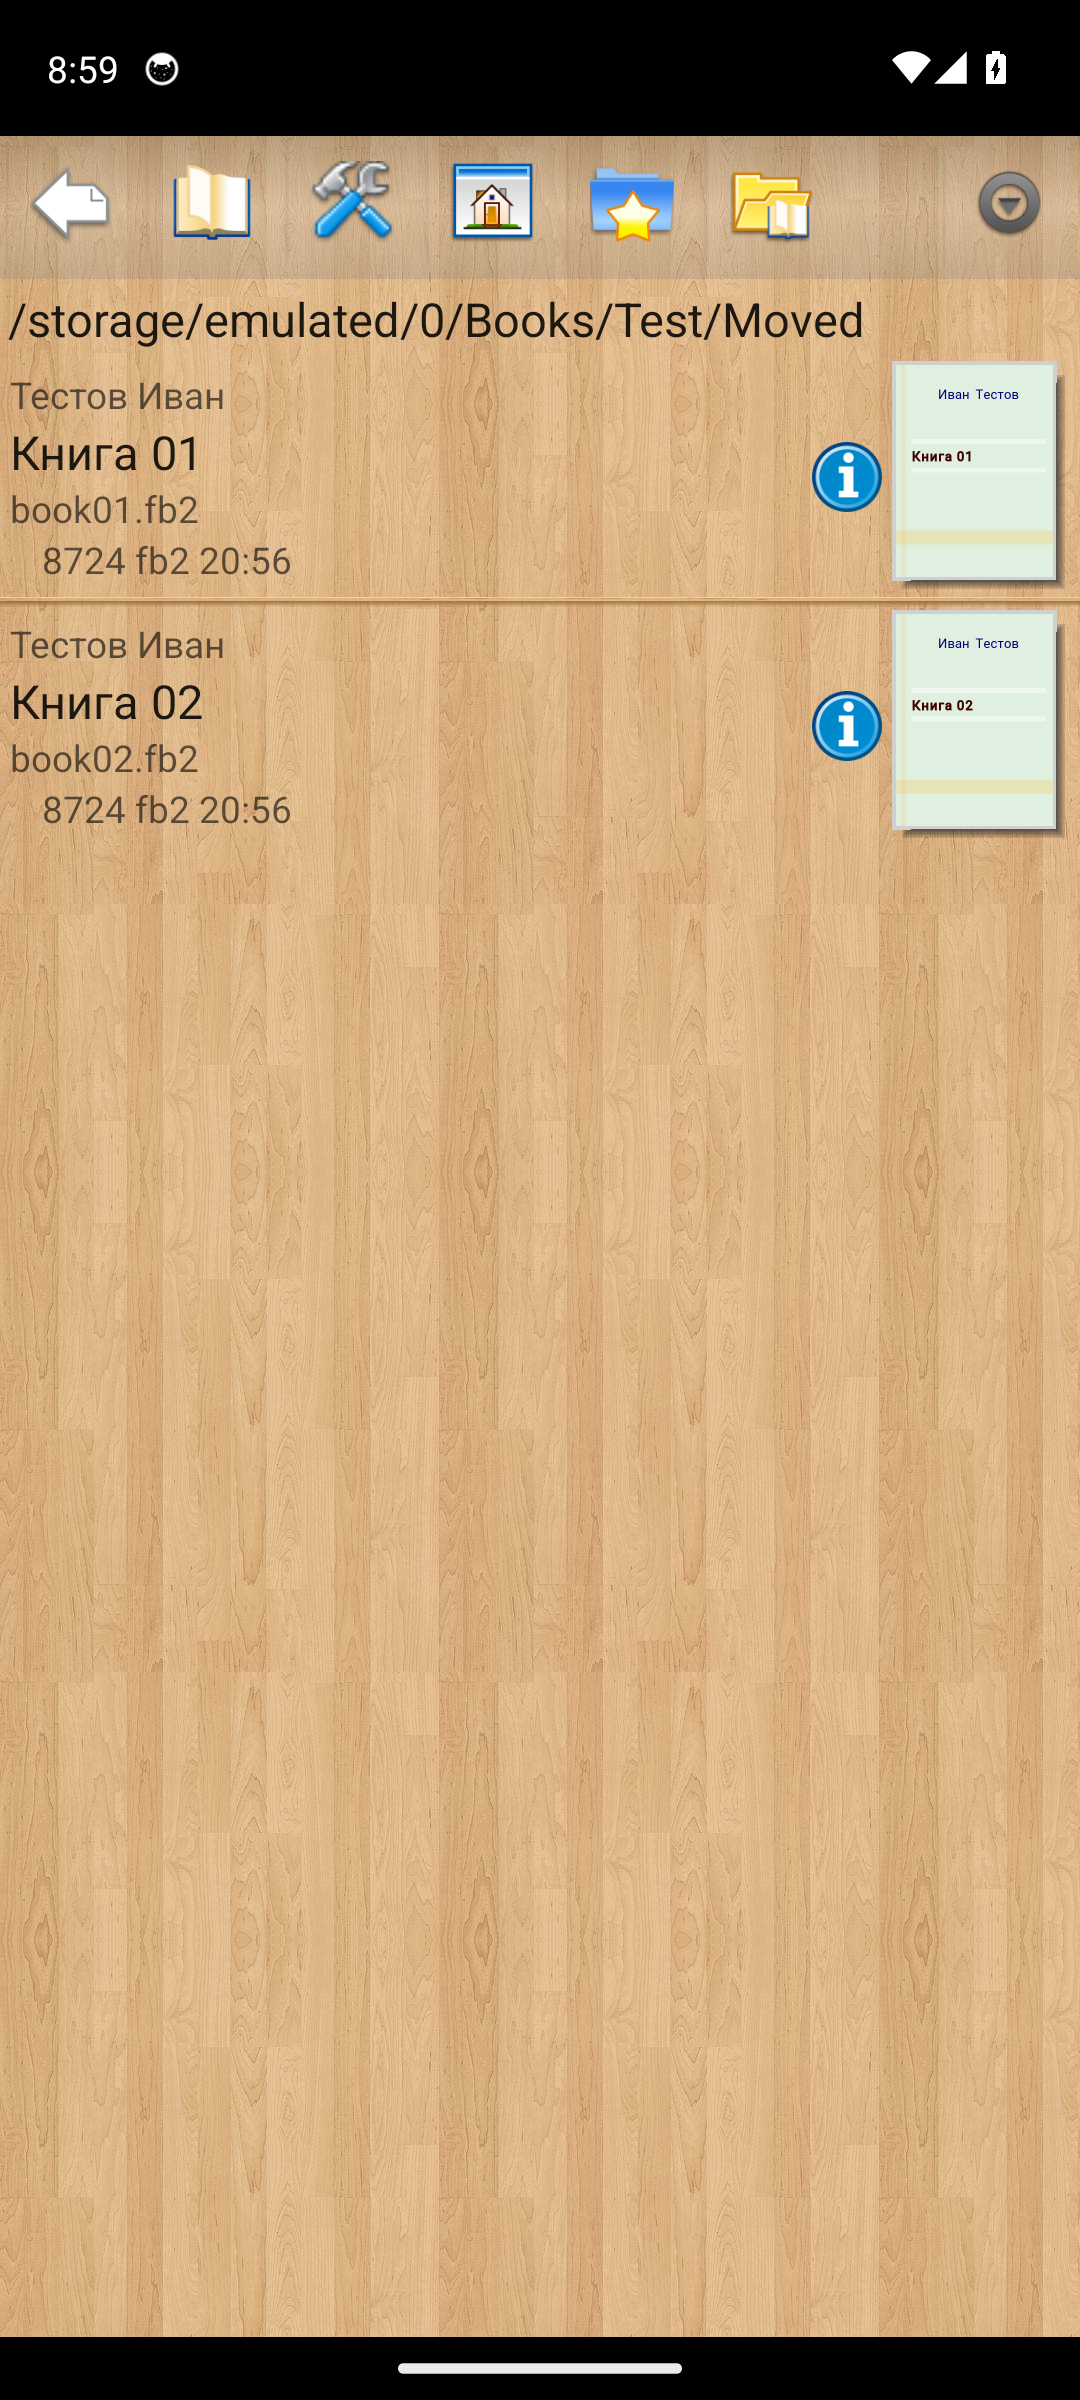 8:59
/storage/emulated/0/Books/Test/Moved
Тестов Иван
Книга 01
book01.fb2
8724 fb2 20:56
Иван Тестов
Книга 01
Тестов Иван
Книга 02
book02.fb2
8724 fb2 20:56
Иван Тестов
Книга 02